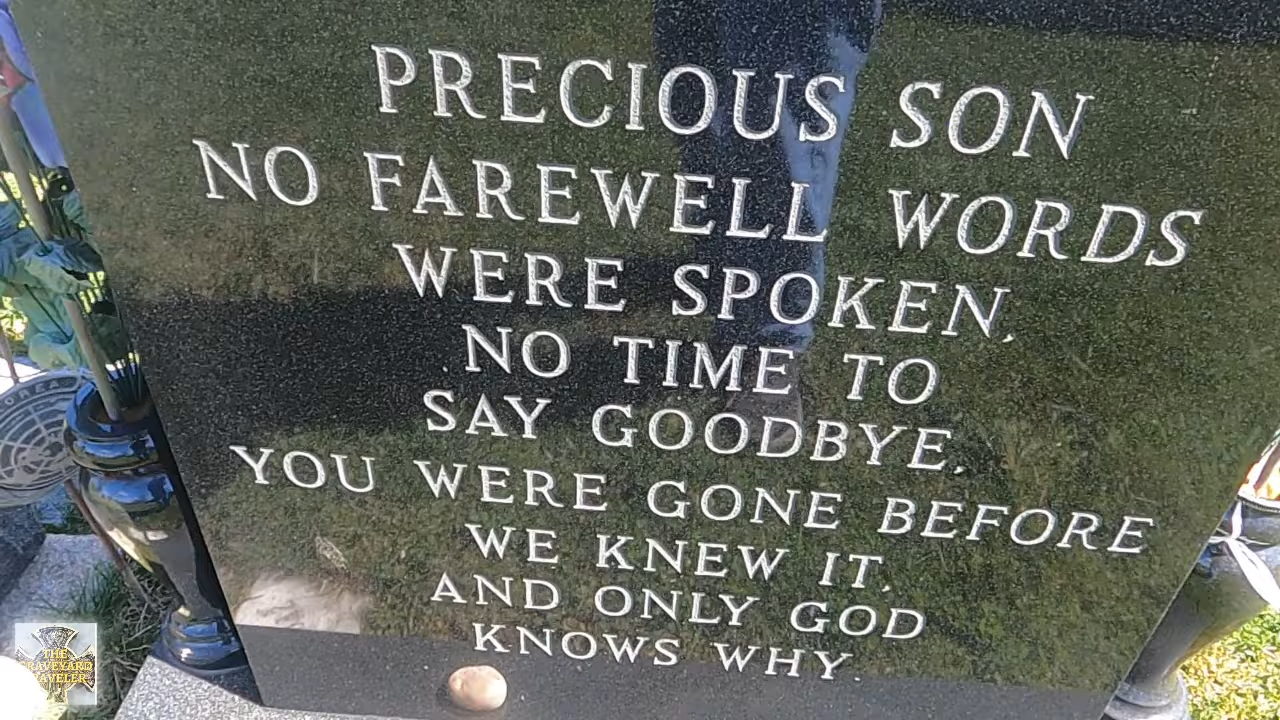 PRECIOUS SON
NO FAREWELL WORDS
WERE SPOKEN,
NO TIME TO
SAY GOODBYE,
YOU WERE GONE BEFORE
WE KNEW IT,
AND ONLY GOD
KNOWS WHY
THE
GRAVEYARD
TRAVELER